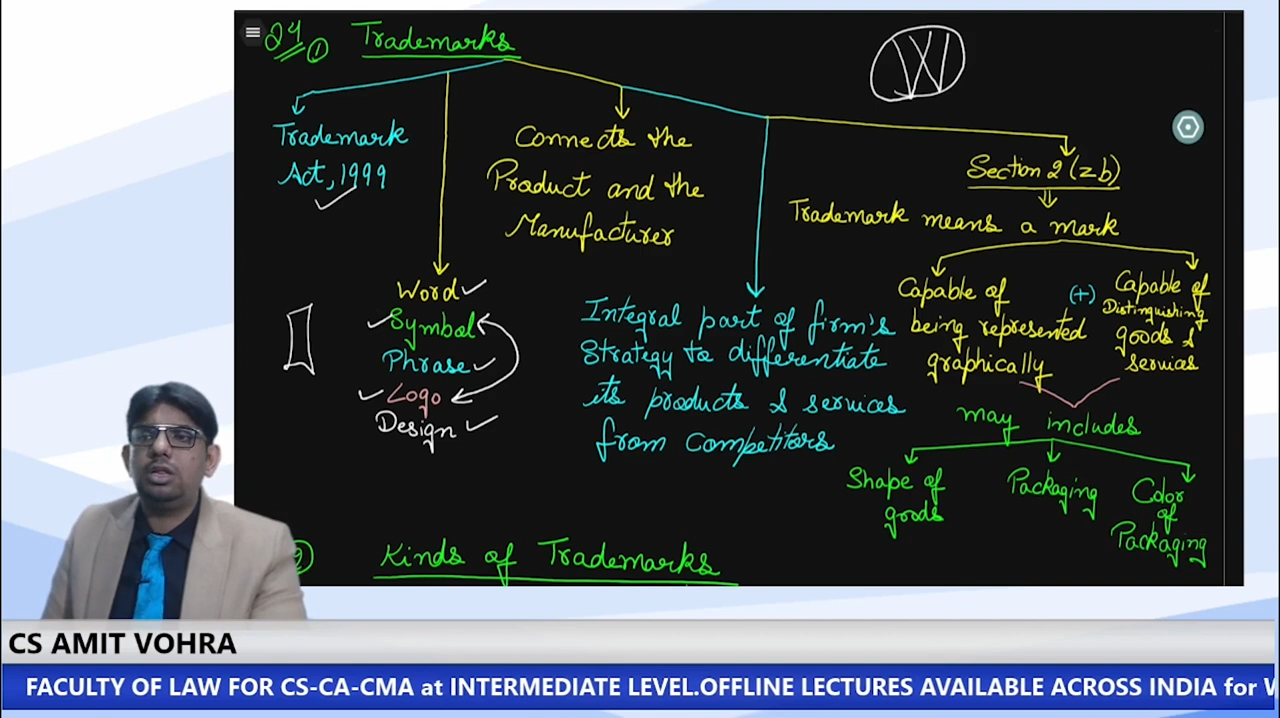 24
① Trademarks
Trademark
Act, 1999
Word
Symbol
Phrase
Logo
Design
Connects the
Product and the
Manufacturer
Integral part of firm's
Strategy to differentiate
its products & services
from competitors
Section 2 (zb)
Trademark means a mark
Capable of
being represented
graphically
(+)
Capable of
Distinguishing
goods &
services
may includes
Shape of
goods
Packaging
Color
of
Packaging
Kinds of Trademarks
CS AMIT VOHRA
FACULTY OF LAW FOR CS-CA-CMA at INTERMEDIATE LEVEL.OFFLINE LECTURES AVAILABLE ACROSS INDIA for